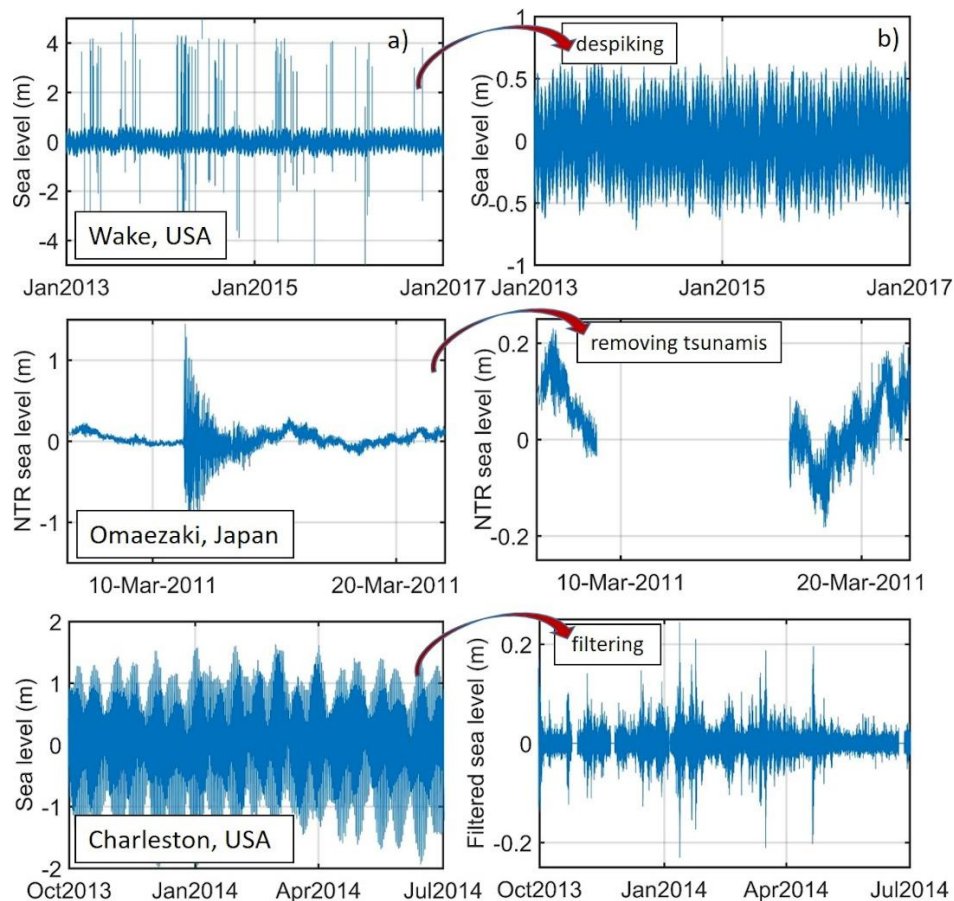 a)
Sea level (m)
4
2
0
-2
-4
Wake, USA
Jan2013 Jan2015 Jan2017
despiking
b)
Sea level (m)
1
0.5
0
-0.5
-1
Jan2013 Jan2015 Jan2017
NTR sea level (m)
1
0
-1
Omaezaki, Japan
10-Mar-2011 20-Mar-2011
removing tsunamis
NTR sea level (m)
0.2
0
-0.2
10-Mar-2011 20-Mar-2011
Sea level (m)
2
1
0
-1
-2
Charleston, USA
Oct2013 Jan2014 Apr2014 Jul2014
filtering
Filtered sea level (m)
0.2
0
-0.2
Oct2013 Jan2014 Apr2014 Jul2014